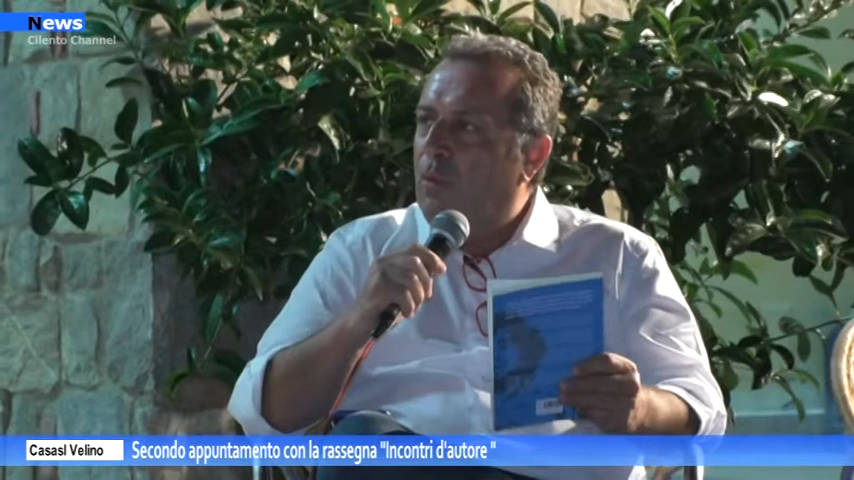 News
Cilento Channel
Casasl Velino
Secondo appuntamento con la rassegna "Incontri d'autore "